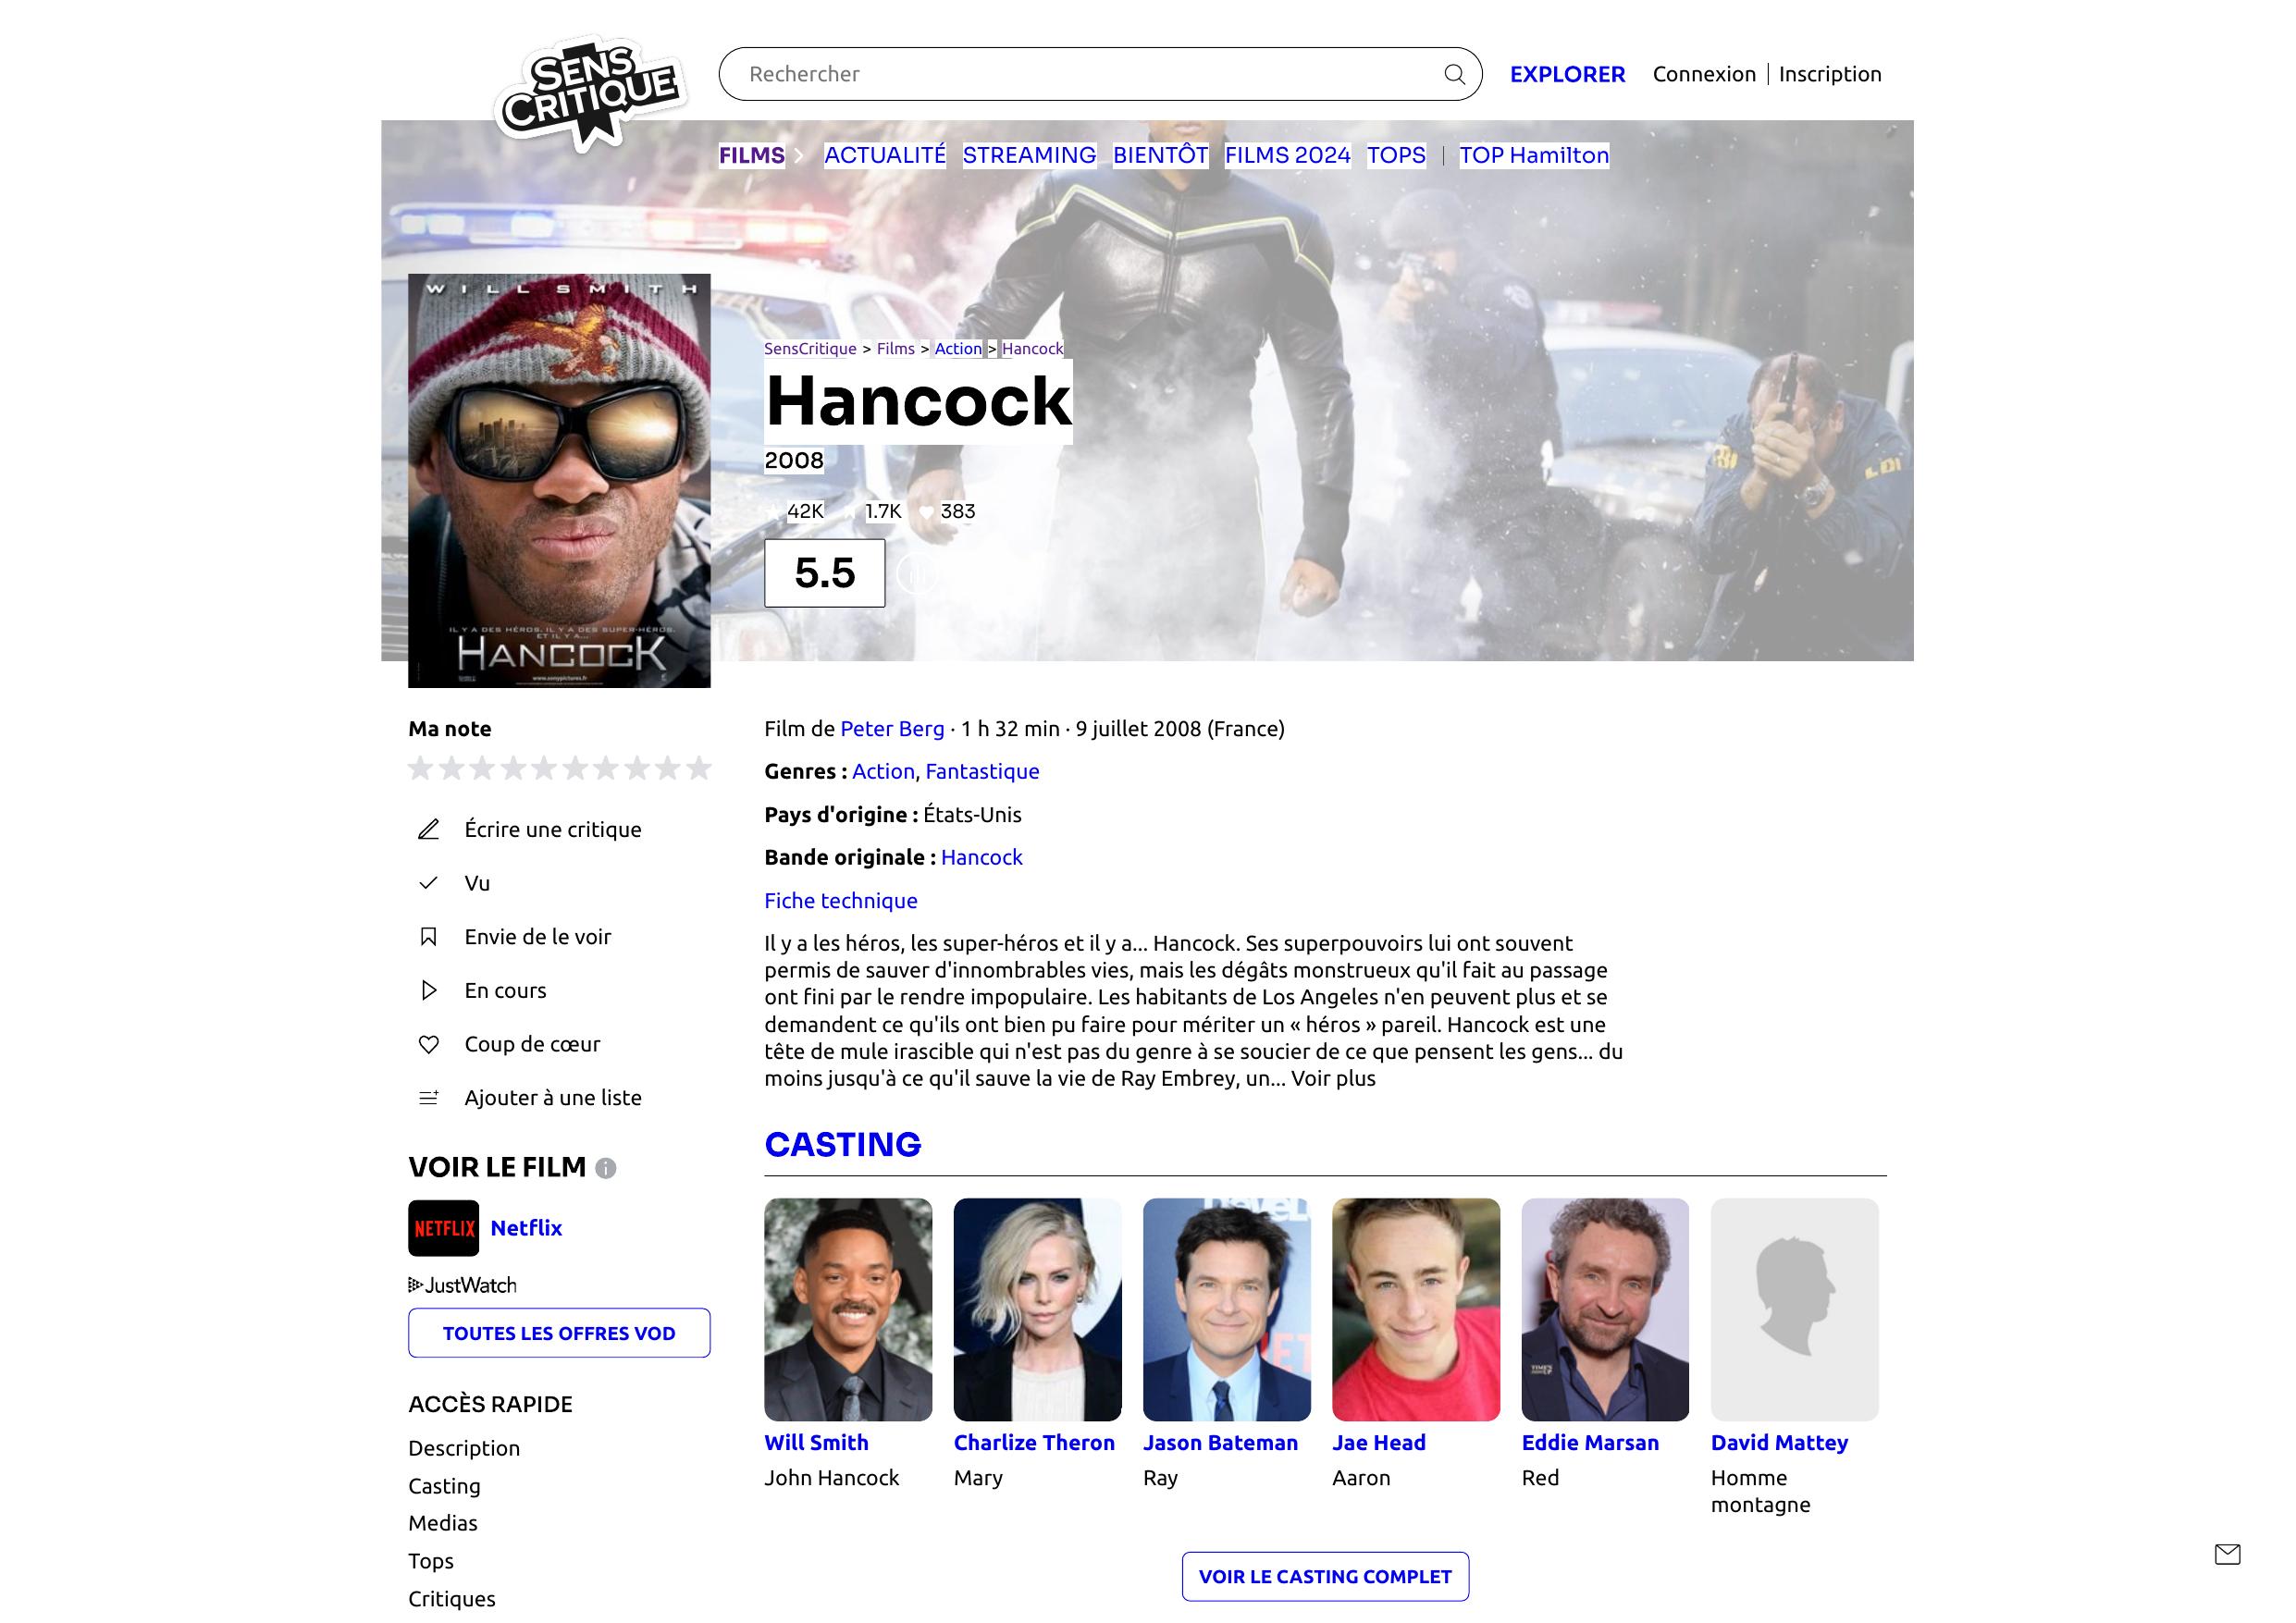 SENS CRITIQUE
Rechercher
EXPLORER
Connexion | Inscription
FILMS
ACTUALITÉ STREAMING BIENTÔT FILMS 2024 TOPS | TOP Hamilton
WILL SMITH
IL Y A DES HÉROS. IL Y A DES SUPER-HÉROS.
ET IL Y A...
HANCOCK
www.sonypictures.fr
SensCritique > Films > Action > Hancock
Hancock
2008
42K 1.7K 383
5.5
Ma note
Écrire une critique
Vu
Envie de le voir
En cours
Coup de cœur
Ajouter à une liste
VOIR LE FILM
NETFLIX Netflix
JustWatch
TOUTES LES OFFRES VOD
ACCÈS RAPIDE
Description
Casting
Medias
Tops
Critiques
Film de Peter Berg · 1 h 32 min · 9 juillet 2008 (France)
Genres : Action, Fantastique
Pays d'origine : États-Unis
Bande originale : Hancock
Fiche technique
Il y a les héros, les super-héros et il y a... Hancock. Ses superpouvoirs lui ont souvent
permis de sauver d'innombrables vies, mais les dégâts monstrueux qu'il fait au passage
ont fini par le rendre impopulaire. Les habitants de Los Angeles n'en peuvent plus et se
demandent ce qu'ils ont bien pu faire pour mériter un « héros » pareil. Hancock est une
tête de mule irascible qui n'est pas du genre à se soucier de ce que pensent les gens... du
moins jusqu'à ce qu'il sauve la vie de Ray Embrey, un... Voir plus
CASTING
Will Smith
John Hancock
Charlize Theron
Mary
Jason Bateman
Ray
Jae Head
Aaron
Eddie Marsan
Red
David Mattey
Homme
montagne
VOIR LE CASTING COMPLET